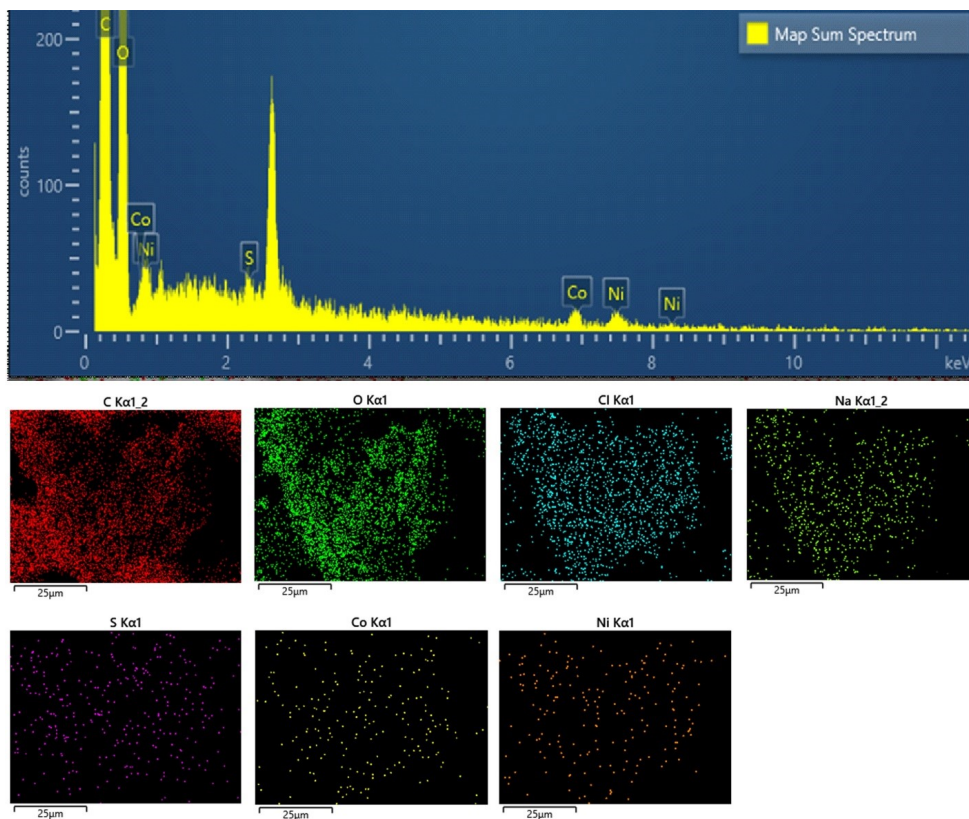 Map Sum Spectrum
200
100
0
counts
C
O
Co
Ni
S
Co
Ni
Ni
0 2 4 6 8 10 keV
C Kα1_2 O Kα1 Cl Kα1 Na Kα1_2
25μm 25μm 25μm 25μm
S Kα1 Co Kα1 Ni Kα1
25μm 25μm 25μm